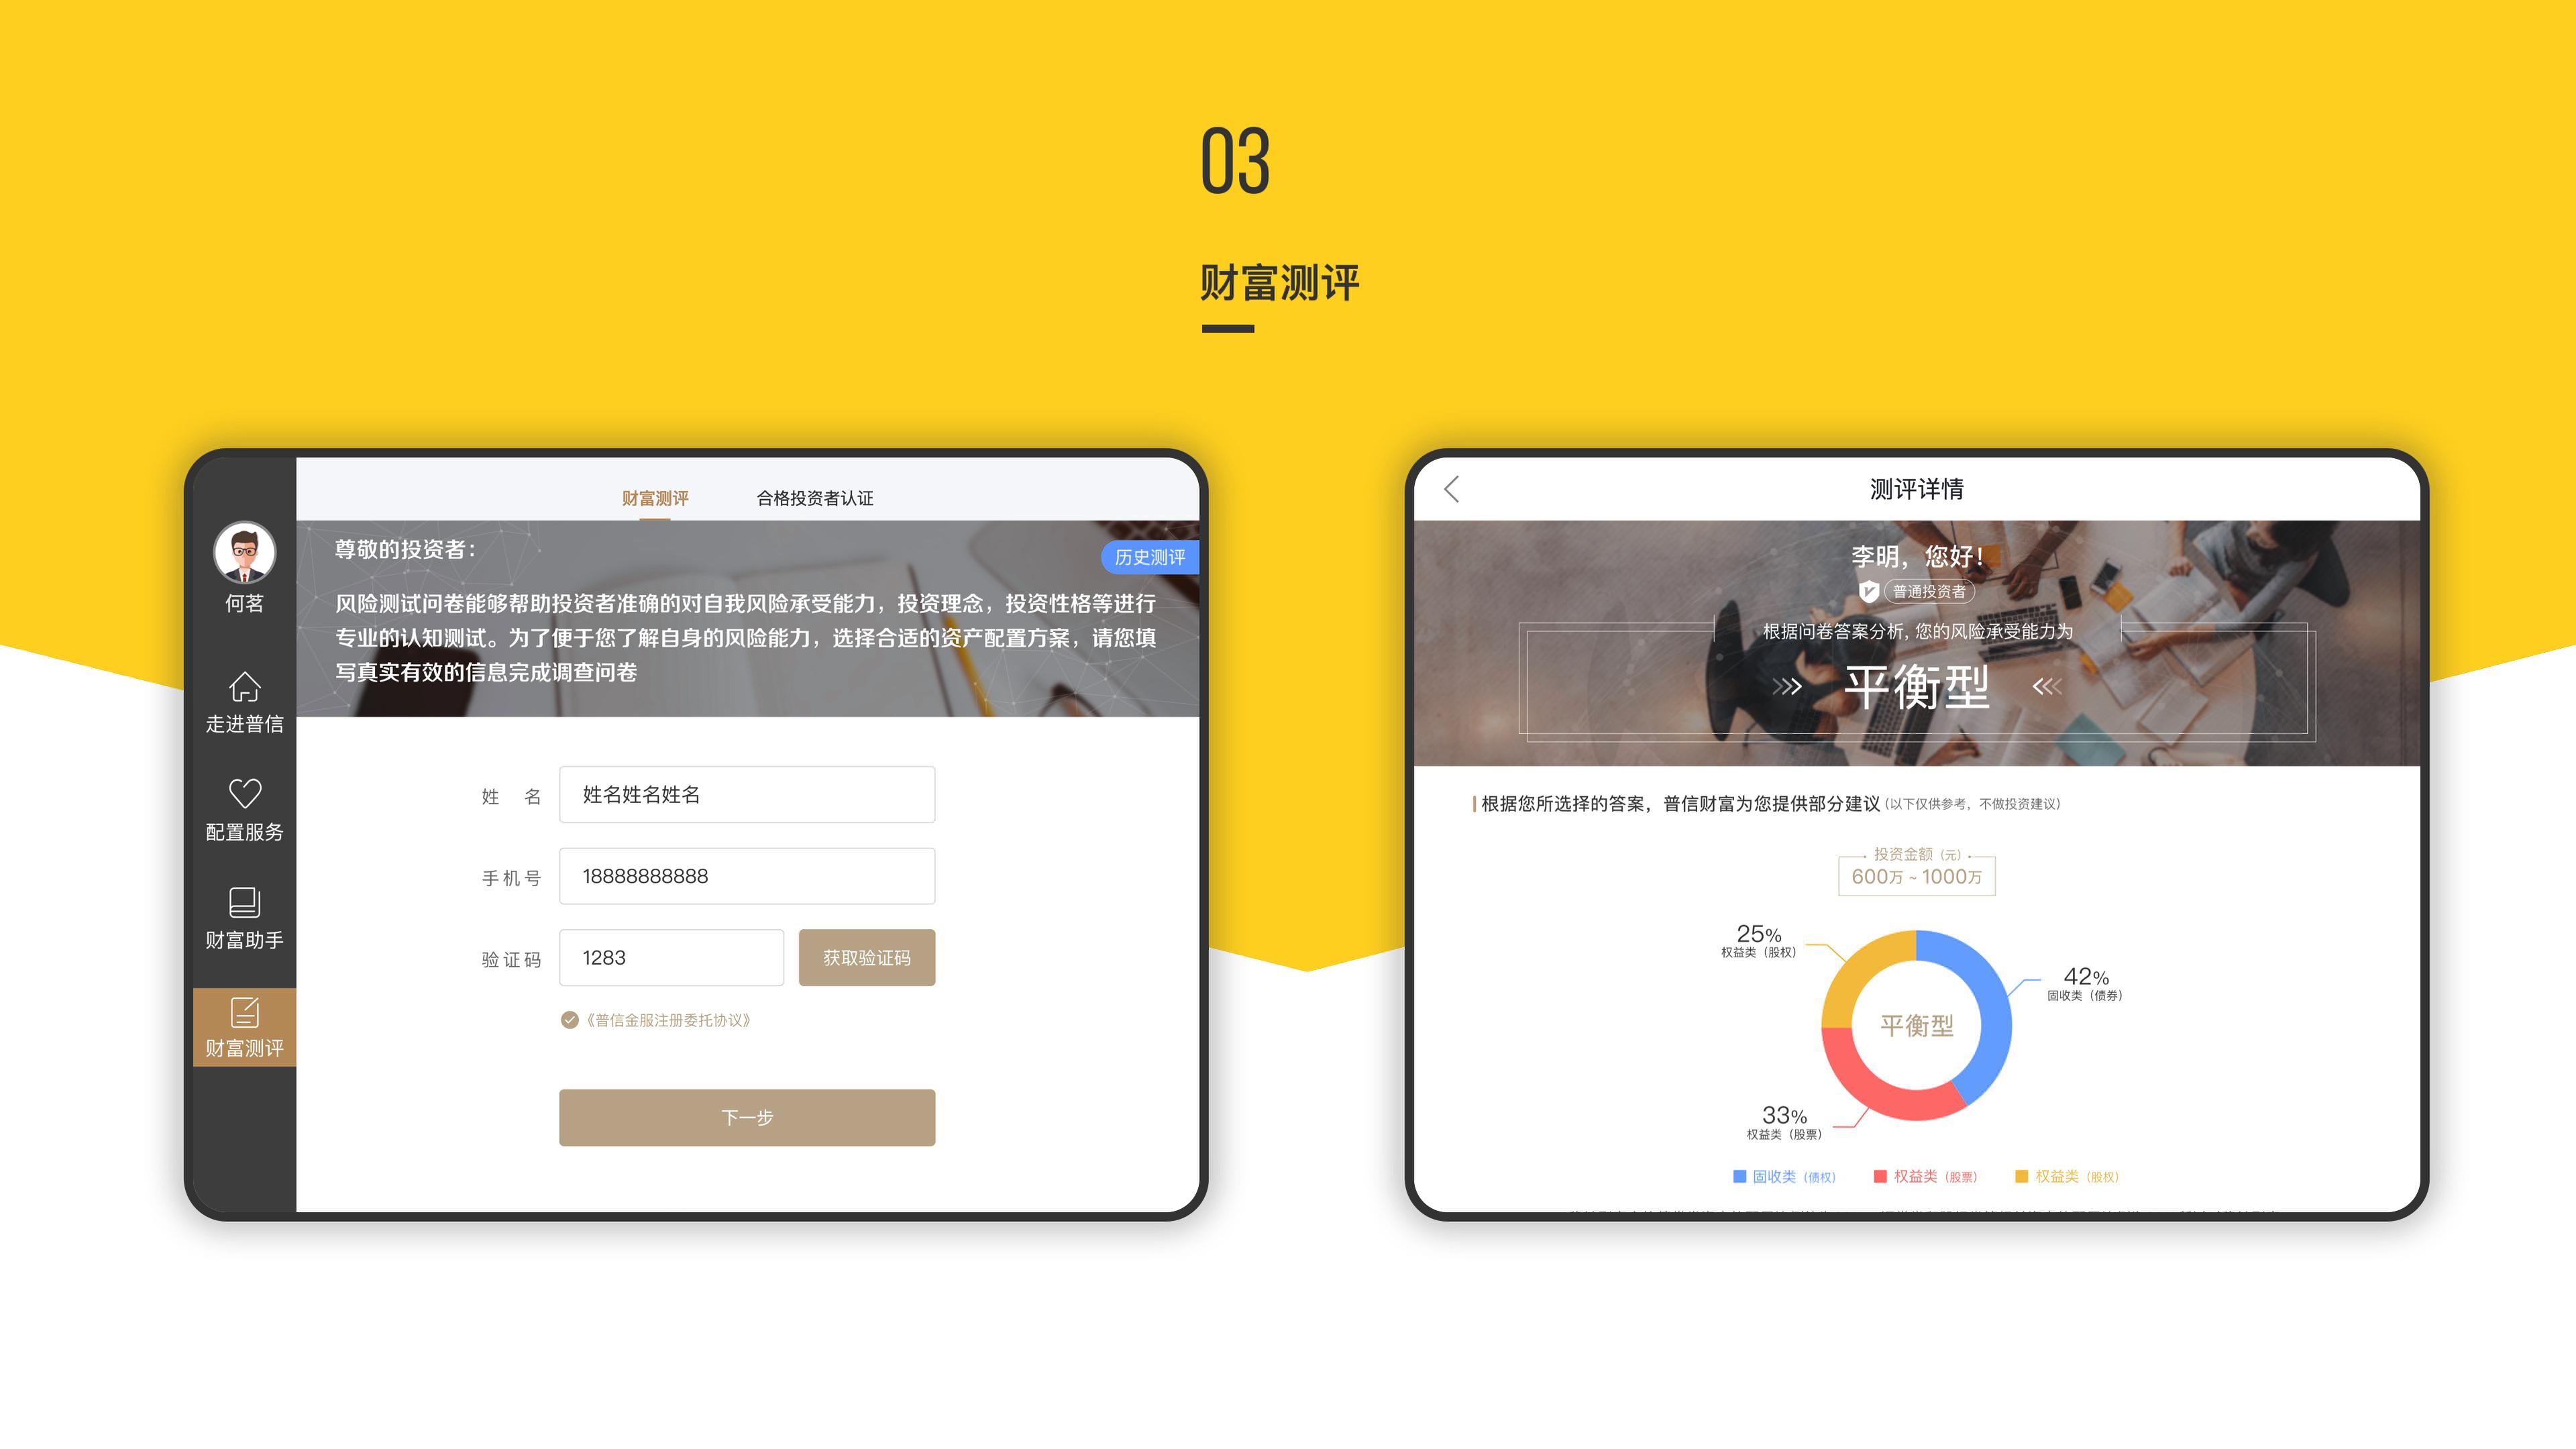 03
财富测评
何茗
走进普信
配置服务
财富助手
财富测评
财富测评 合格投资者认证
尊敬的投资者：
历史测评
风险测试问卷能够帮助投资者准确的对自我风险承受能力，投资理念，投资性格等进行
专业的认知测试。为了便于您了解自身的风险能力，选择合适的资产配置方案，请您填
写真实有效的信息完成调查问卷
姓 名 姓名姓名姓名
手机号 18888888888
验证码 1283 获取验证码
《普信金服注册委托协议》
下一步
测评详情
李明，您好！
普通投资者
根据问卷答案分析, 您的风险承受能力为
平衡型
根据您所选择的答案，普信财富为您提供部分建议（以下仅供参考，不做投资建议）
投资金额（元）
600万 ~ 1000万
25%
权益类（股权）
42%
固收类（债券）
平衡型
33%
权益类（股票）
固收类（债权） 权益类（股票） 权益类（股权）